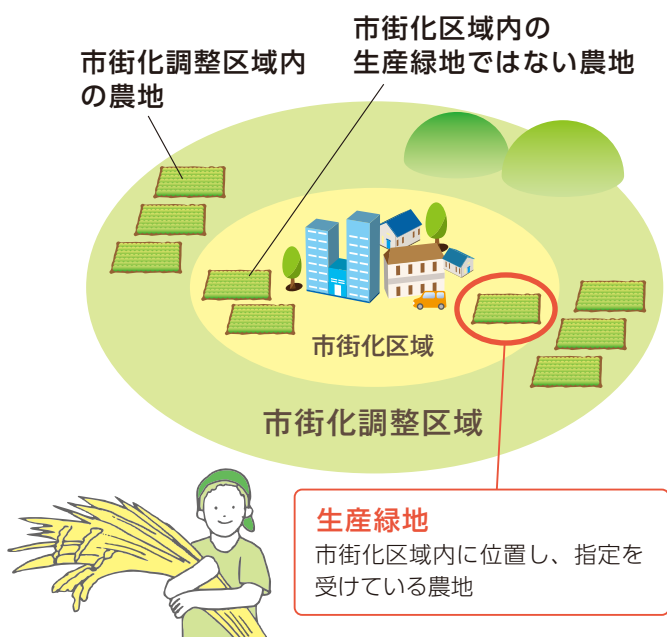 市街化区域内の
生産緑地ではない農地
市街化調整区域内
の農地
市街化区域
市街化調整区域
生産緑地
市街化区域内に位置し、指定を
受けている農地